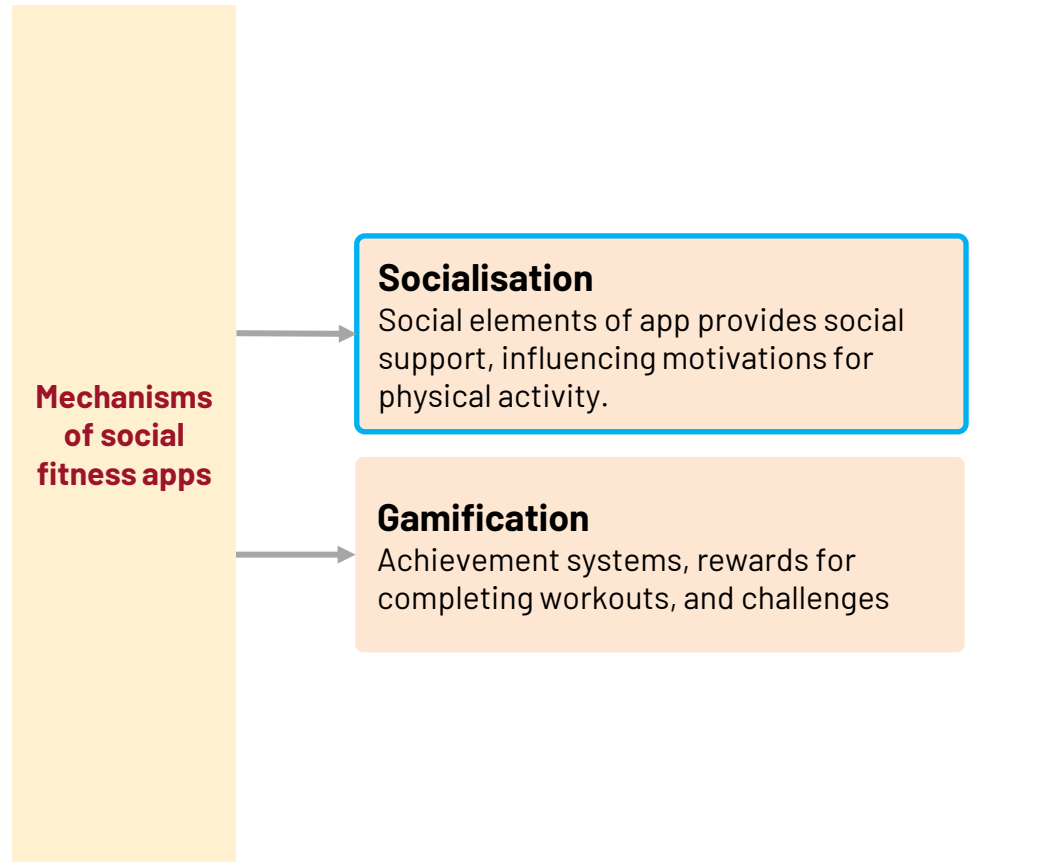 Mechanisms
of social
fitness apps
Socialisation
Social elements of app provides social
support, influencing motivations for
physical activity.
Gamification
Achievement systems, rewards for
completing workouts, and challenges